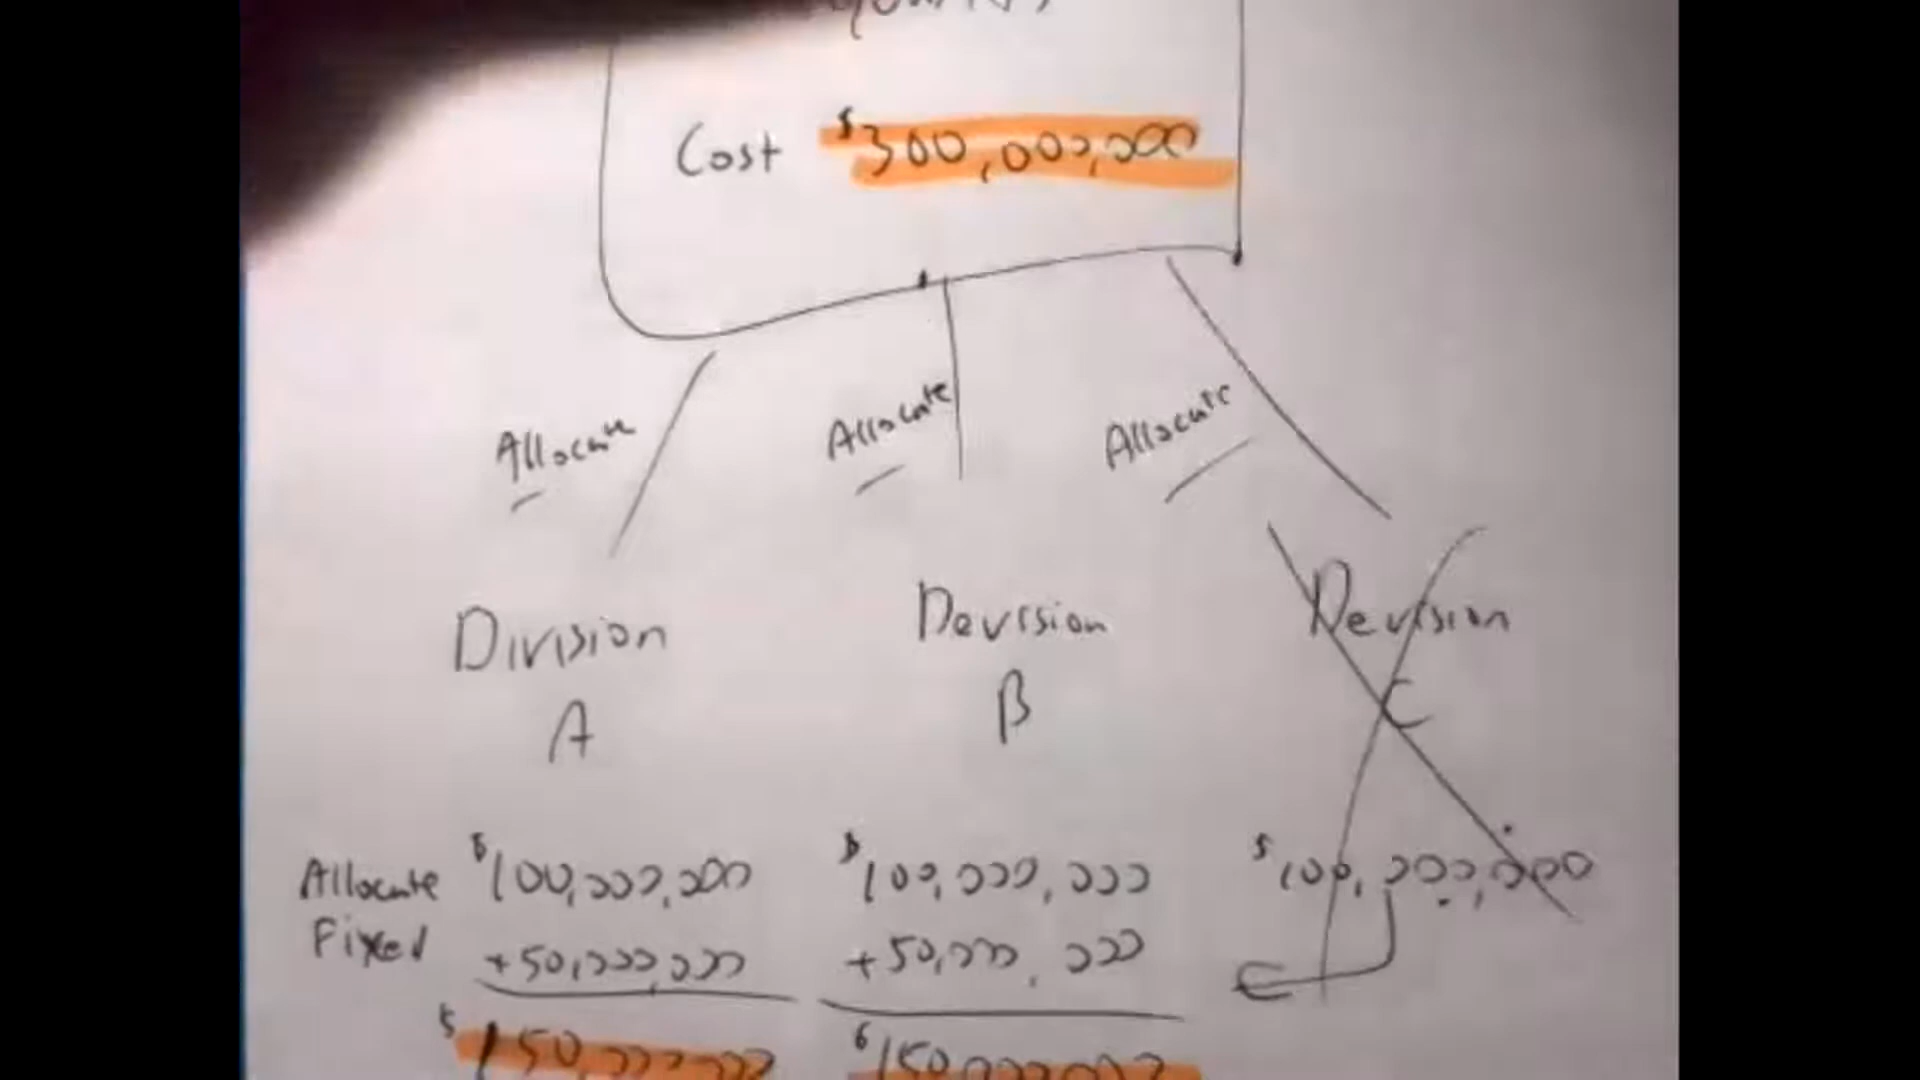 Cost $300,000,000
Allocate Allocate Allocate
Division Devision Devision
A B C
Allocate $100,000,000 $100,000,000 $100,000,000
Fixed +50,000,000 +50,000,000
$150,000,000 $150,000,000